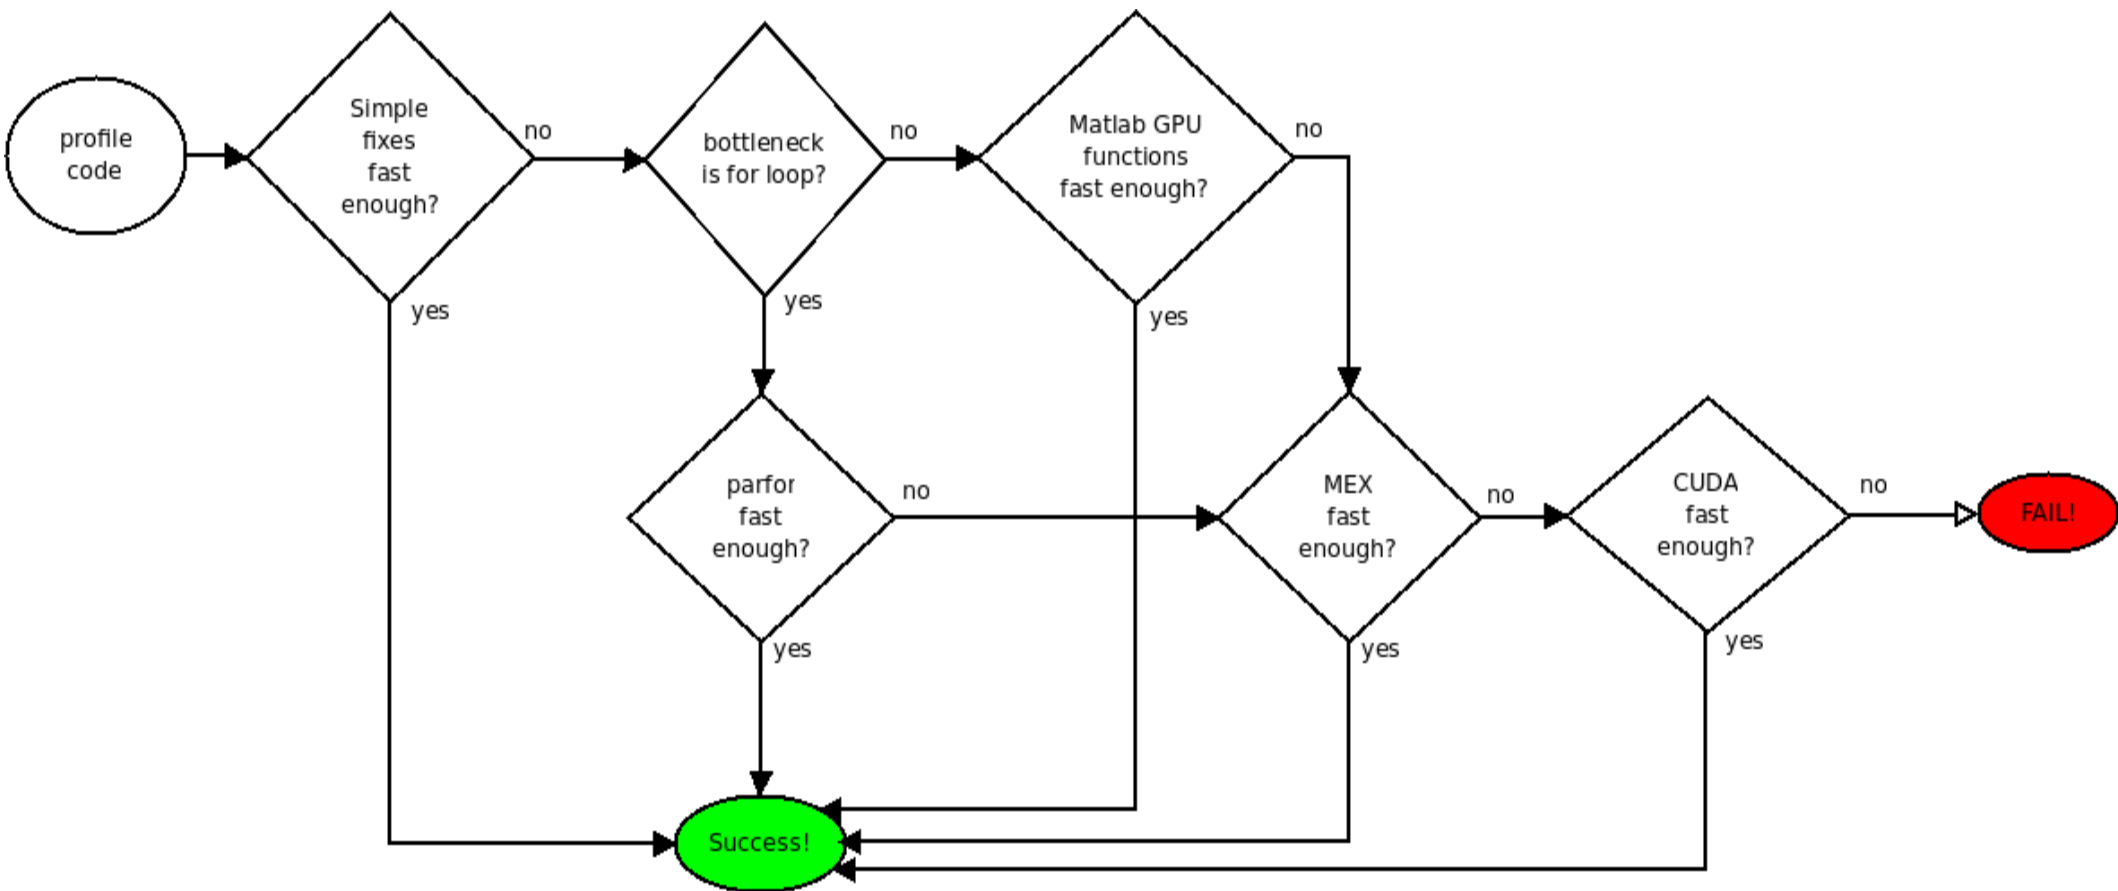 profile
code
Simple
fixes
fast
enough?
no
yes
bottleneck
is for loop?
no
yes
Matlab GPU
functions
fast enough?
no
yes
parfor
fast
enough?
no
yes
MEX
fast
enough?
no
yes
CUDA
fast
enough?
no
yes
FAIL!
Success!